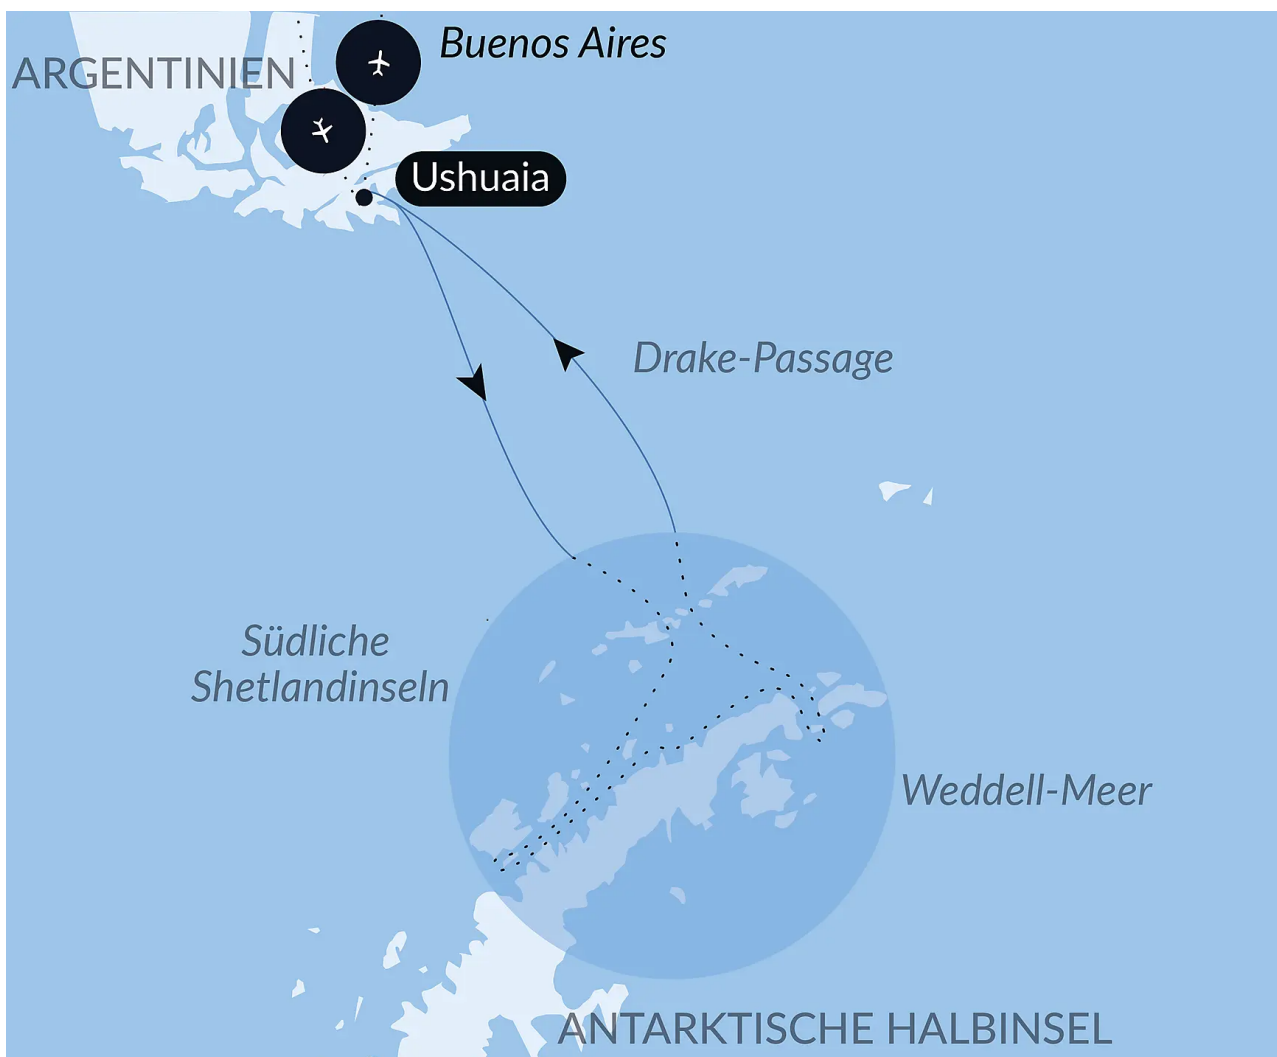 Buenos Aires
ARGENTINIEN
Ushuaia
Drake-Passage
Südliche
Shetlandinseln
Weddell-Meer
ANTARKTISCHE HALBINSEL